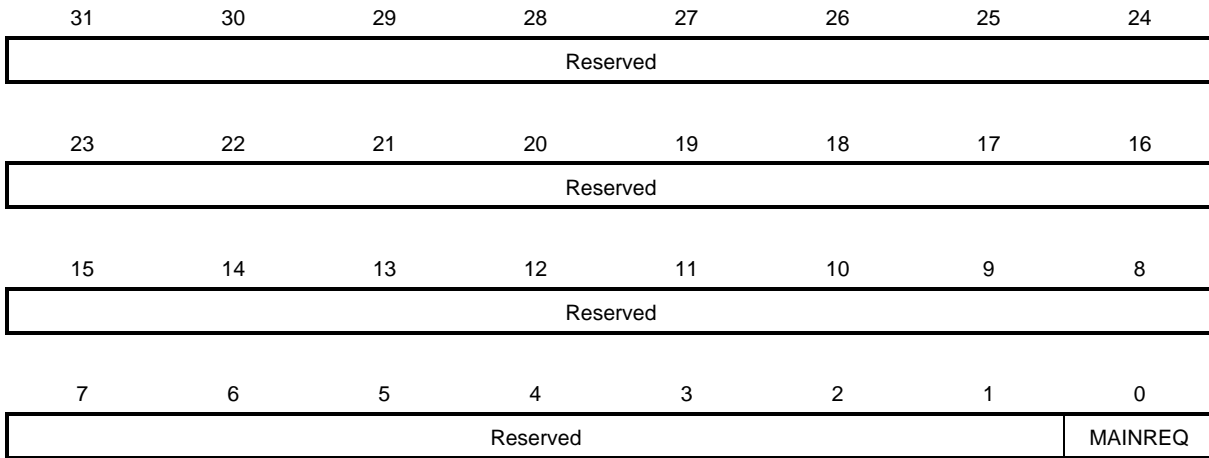 31 30 29 28 27 26 25 24
Reserved
23 22 21 20 19 18 17 16
Reserved
15 14 13 12 11 10 9 8
Reserved
7 6 5 4 3 2 1 0
Reserved MAINREQ